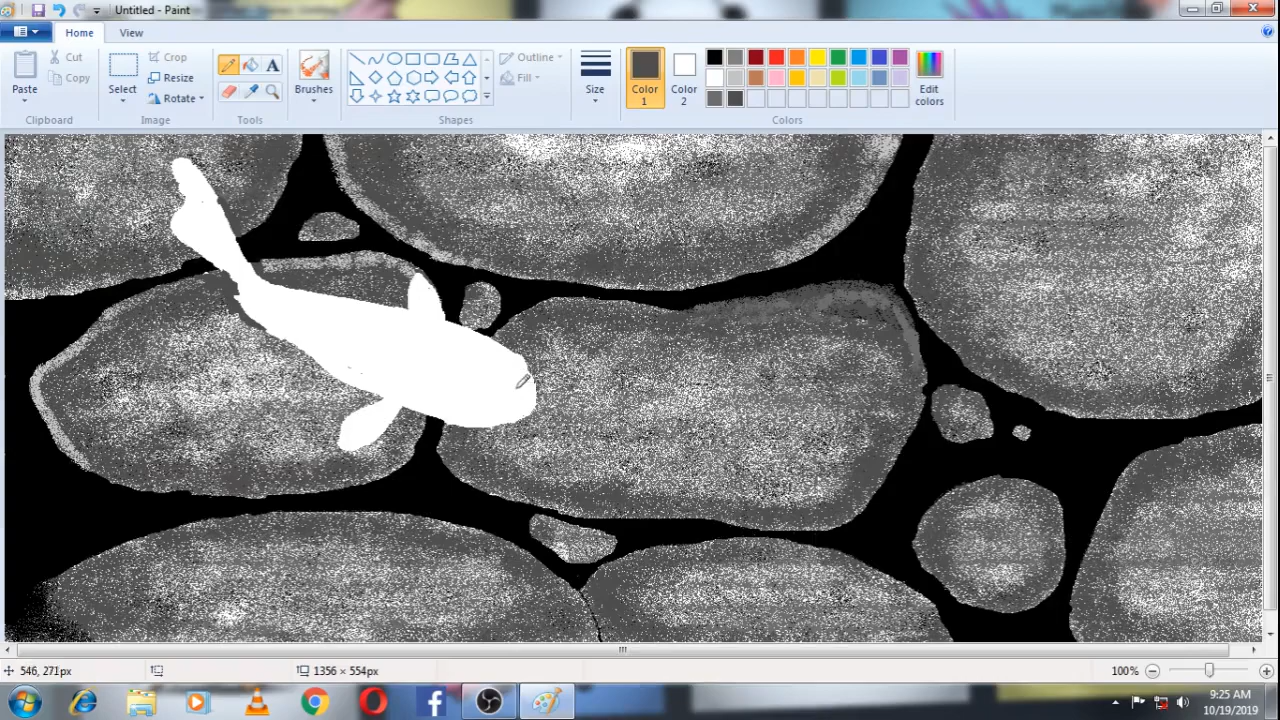 Untitled - Paint
Home View
Paste
Cut
Copy
Clipboard
Select
Crop
Resize
Rotate
Image
A
Tools
Brushes
Outline
Fill
Shapes
Size
Color 1
Color 2
Edit colors
Colors
546, 271px
1356 × 554px
100%
9:25 AM
10/19/2019